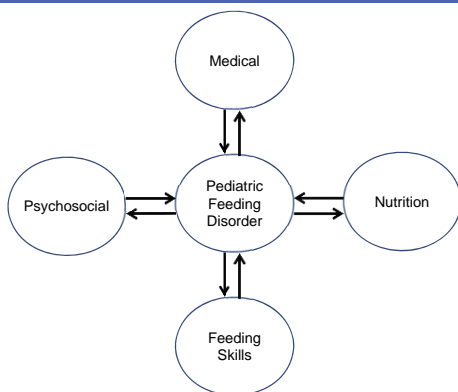 Medical
Psychosocial
Pediatric
Feeding
Disorder
Nutrition
Feeding
Skills